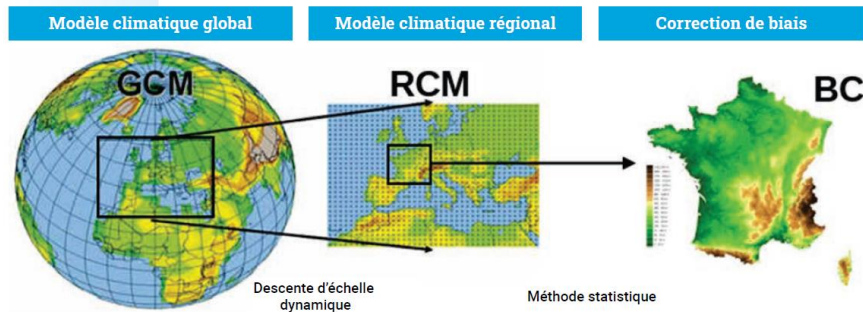 Modèle climatique global
Modèle climatique régional
Correction de biais
GCM
RCM
BC
Descente d'échelle
dynamique
Méthode statistique